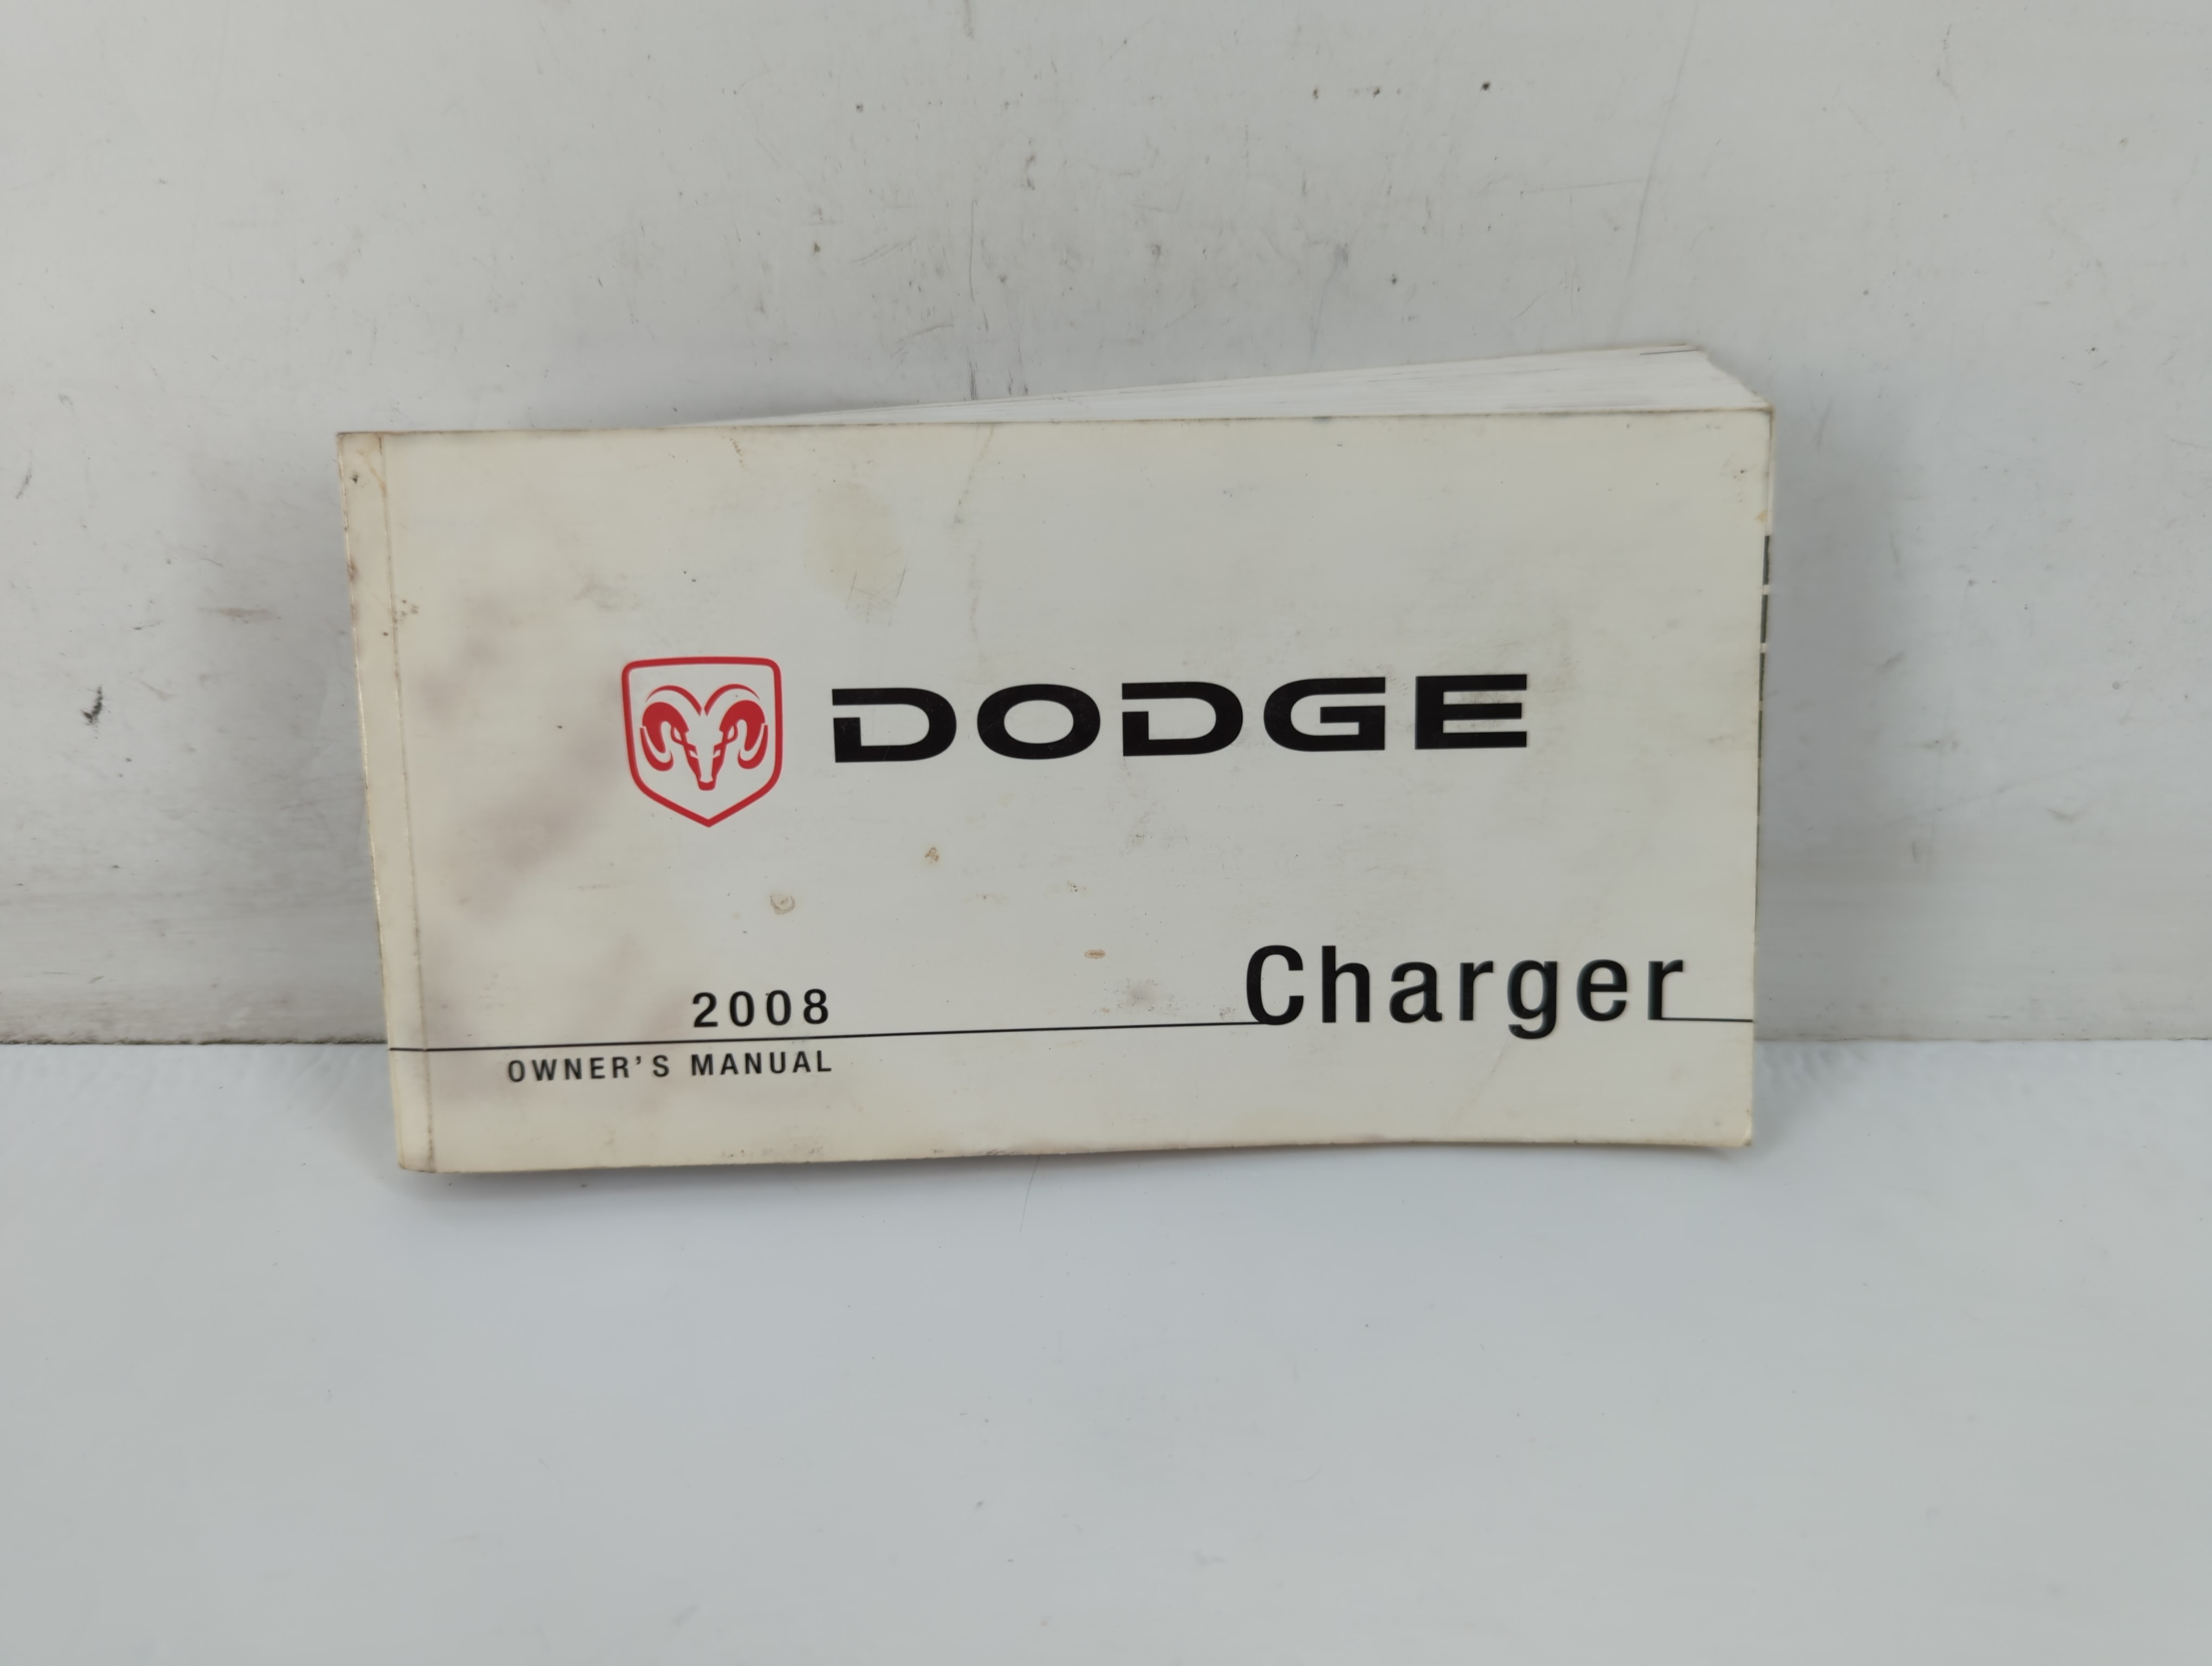 DODGE
Charger
2008
OWNER'S MANUAL